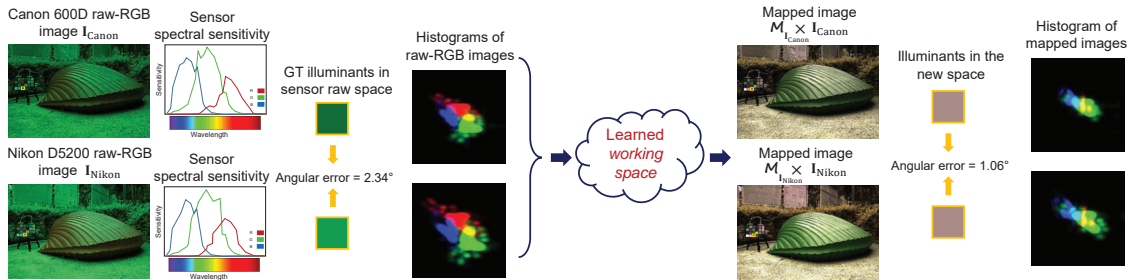 Canon 600D raw-RGB
image I_Canon
Sensor
spectral sensitivity
Sensitivity
R
G
B
Wavelength
GT illuminants in
sensor raw space
Angular error = 2.34°
Histograms of
raw-RGB images
Nikon D5200 raw-RGB
image I_Nikon
Sensor
spectral sensitivity
Sensitivity
R
G
B
Wavelength
Learned
working
space
Mapped image
M_I_Canon × I_Canon
Mapped image
M_I_Nikon × I_Nikon
Illuminants in the
new space
Angular error = 1.06°
Histogram of
mapped images